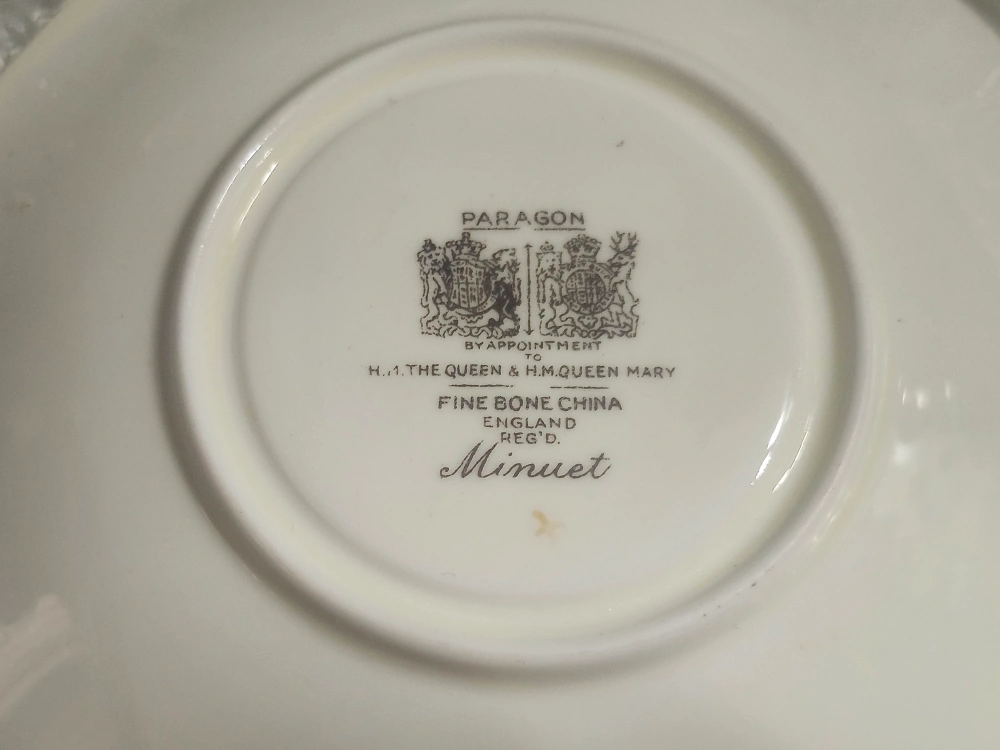 PARAGON
BY APPOINTMENT
TO
H.M. THE QUEEN & H.M. QUEEN MARY
FINE BONE CHINA
ENGLAND
REG'D.
Minuet